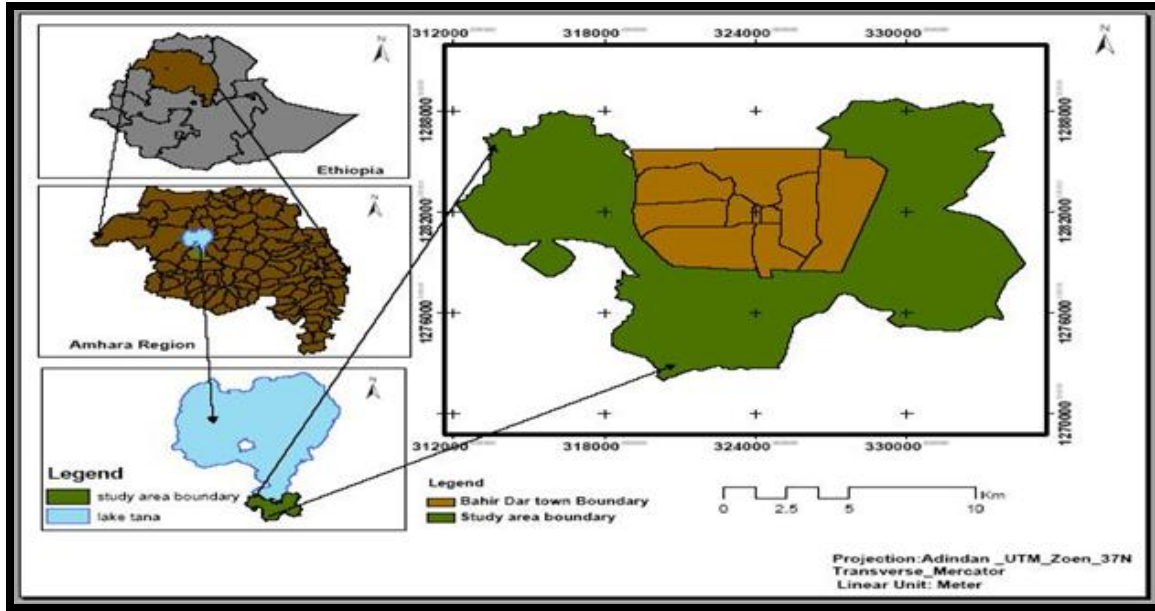 N
Ethiopia
N
Amhara Region
N
Legend
study area boundary
lake tana
312000
318000
324000
330000
N
1288000
1288000
1282000
1282000
1276000
1276000
1270000
312000
318000
324000
330000
Legend
Bahir Dar town Boundary
Study area boundary
Km
0
2.5
5
10
Projection:Adindan _UTM_Zoen_37N
Transverse_Mercator
Linear Unit: Meter